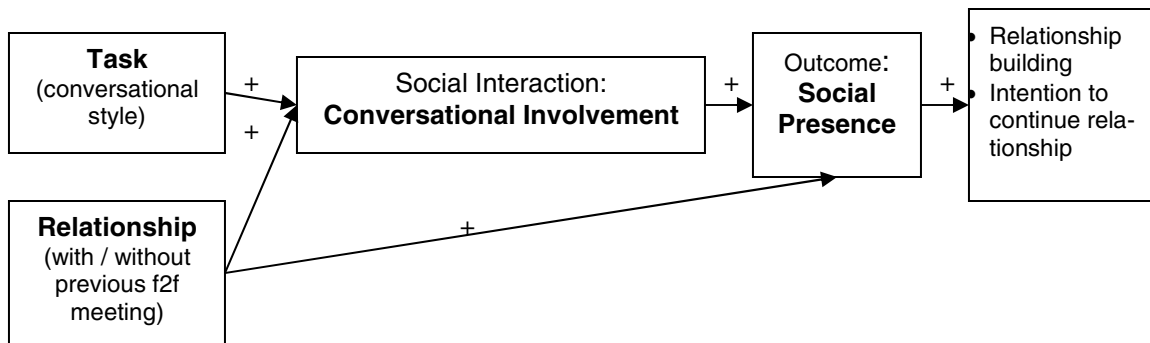 Task
(conversational
style)
+
+
Social Interaction:
Conversational Involvement
+
Outcome:
Social
Presence
+
• Relationship
building
• Intention to
continue rela-
tionship
Relationship
(with / without
previous f2f
meeting)
+